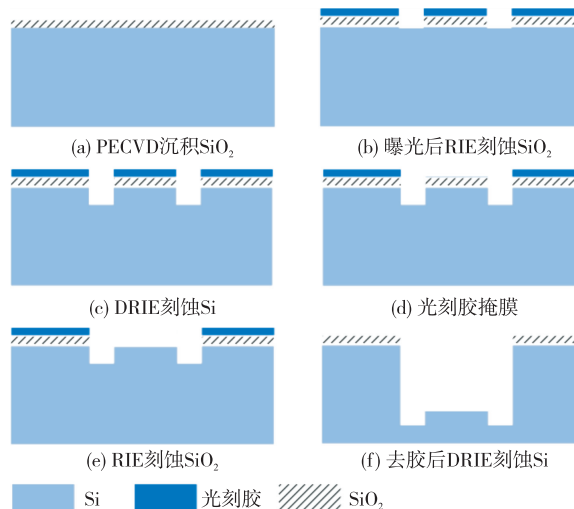 (a) PECVD沉积SiO₂
(b) 曝光后RIE刻蚀SiO₂
(c) DRIE刻蚀Si
(d) 光刻胶掩膜
(e) RIE刻蚀SiO₂
(f) 去胶后DRIE刻蚀Si
Si 光刻胶 SiO₂